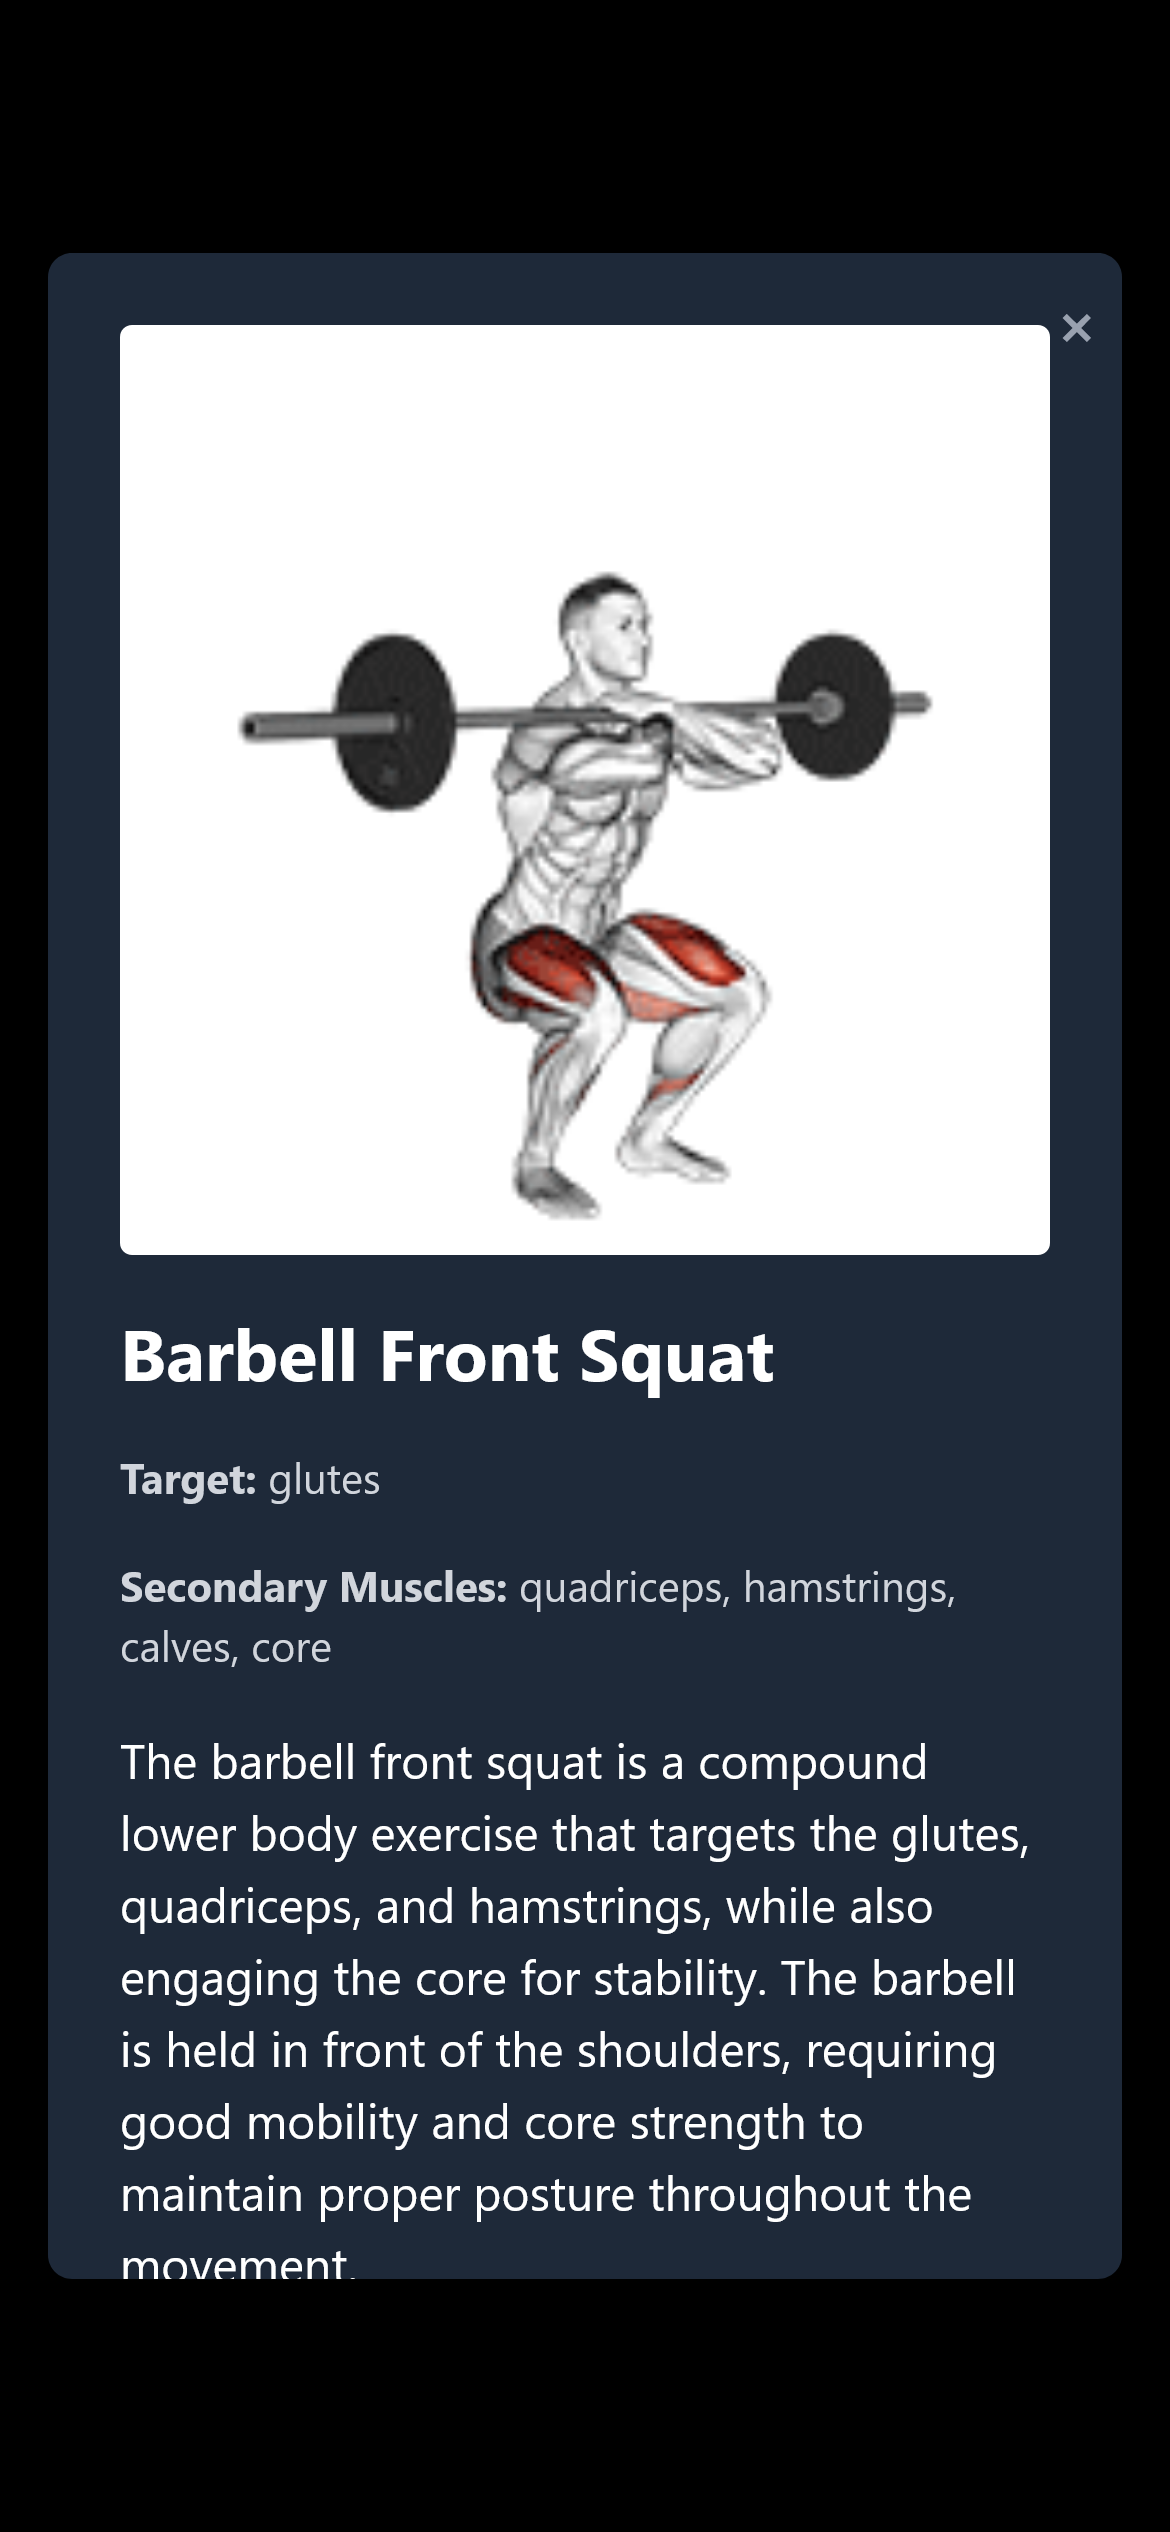 Barbell Front Squat
Target: glutes
Secondary Muscles: quadriceps, hamstrings,
calves, core
The barbell front squat is a compound
lower body exercise that targets the glutes,
quadriceps, and hamstrings, while also
engaging the core for stability. The barbell
is held in front of the shoulders, requiring
good mobility and core strength to
maintain proper posture throughout the
movement.